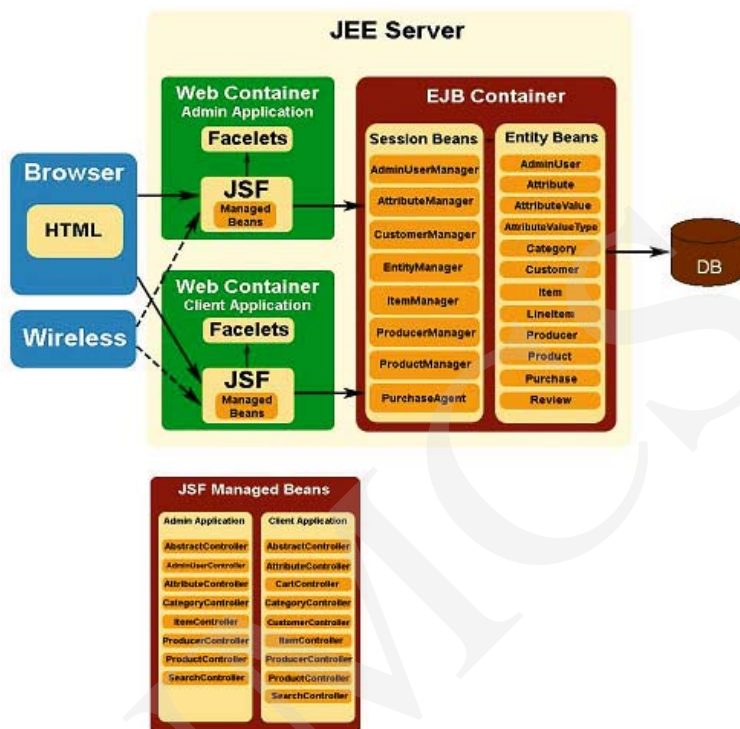 JEE Server
Web Container
Admin Application
Facelets
JSF
Managed
Beans
Browser
HTML
Wireless
Web Container
Client Application
Facelets
JSF
Managed
Beans
EJB Container
Session Beans
AdminUserManager
AttributeManager
CustomerManager
EntityManager
ItemManager
ProducerManager
ProductManager
PurchaseAgent
Entity Beans
AdminUser
Attribute
AttributeValue
AttributeValueType
Category
Customer
Item
LineItem
Producer
Product
Purchase
Review
DB
JSF Managed Beans
Admin Application
AbstractController
AdminUserController
AttributeController
CategoryController
ItemController
ProducerController
ProductController
SearchController
Client Application
AbstractController
AttributeController
CartController
CategoryController
CustomerController
ItemController
ProducerController
ProductController
SearchController